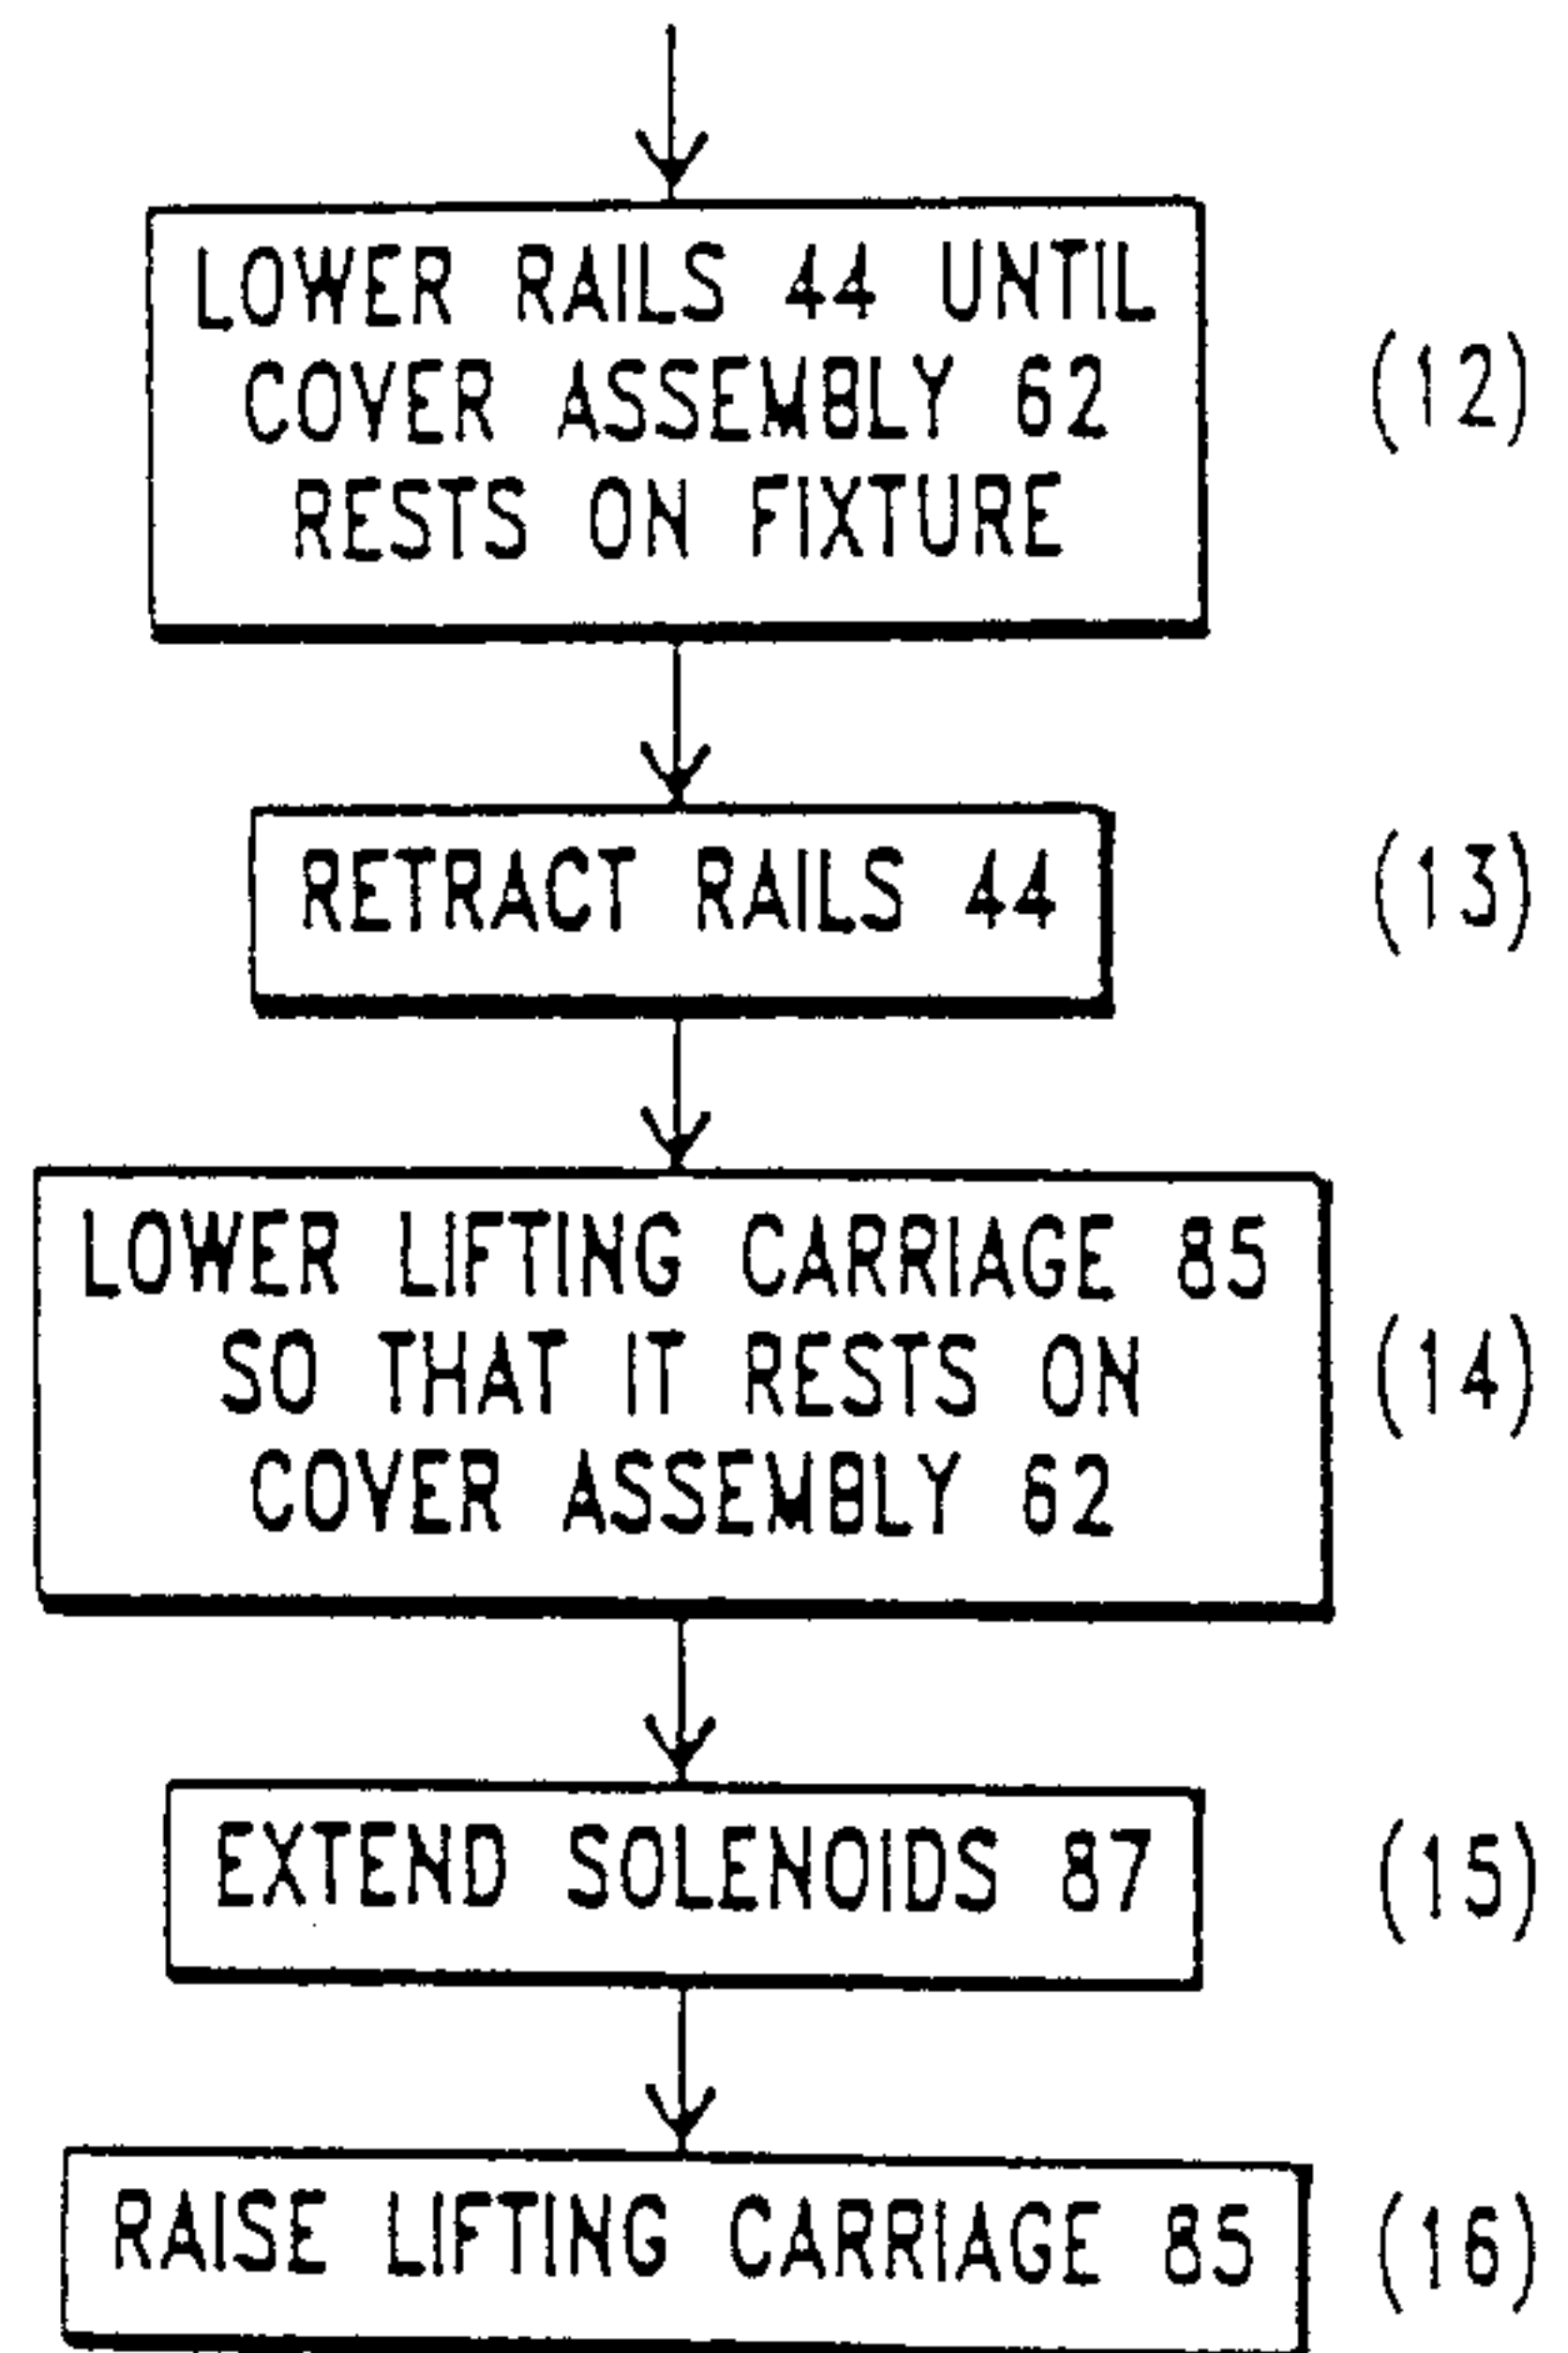 LOWER RAILS 44 UNTIL
COVER ASSEMBLY 62
RESTS ON FIXTURE
(12)
RETRACT RAILS 44
(13)
LOWER LIFTING CARRIAGE 85
SO THAT IT RESTS ON
COVER ASSEMBLY 62
(14)
EXTEND SOLENOIDS 87
(15)
RAISE LIFTING CARRIAGE 85
(16)